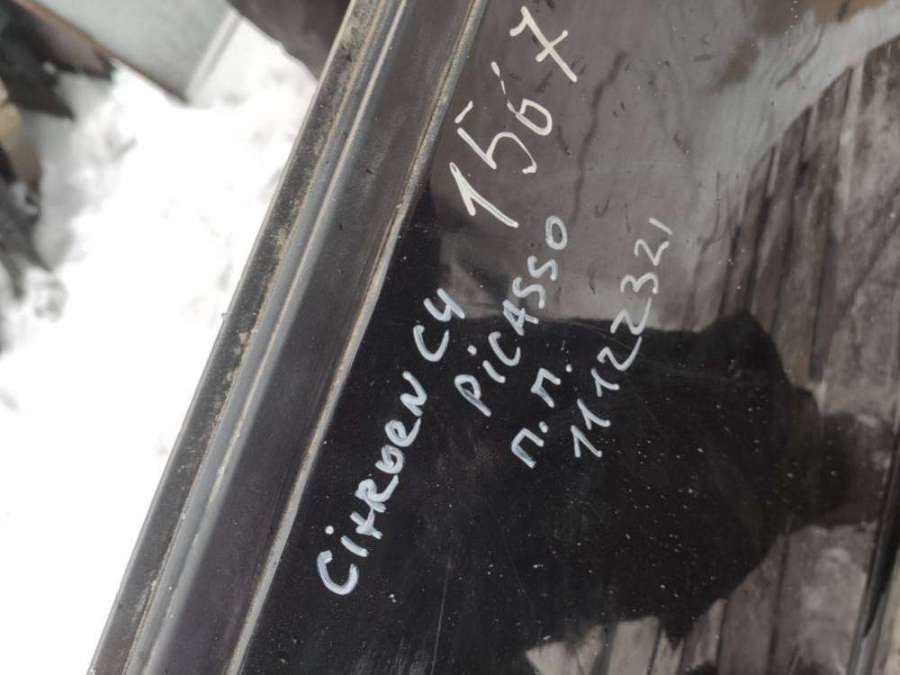 1567
CITROEN C4
PICASSO
п.п.
11122321